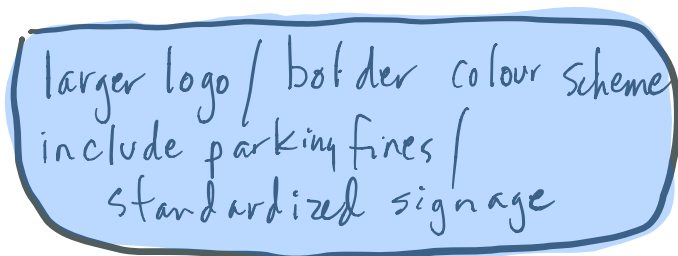 larger logo / bolder colour scheme
include parking fines /
standardized signage